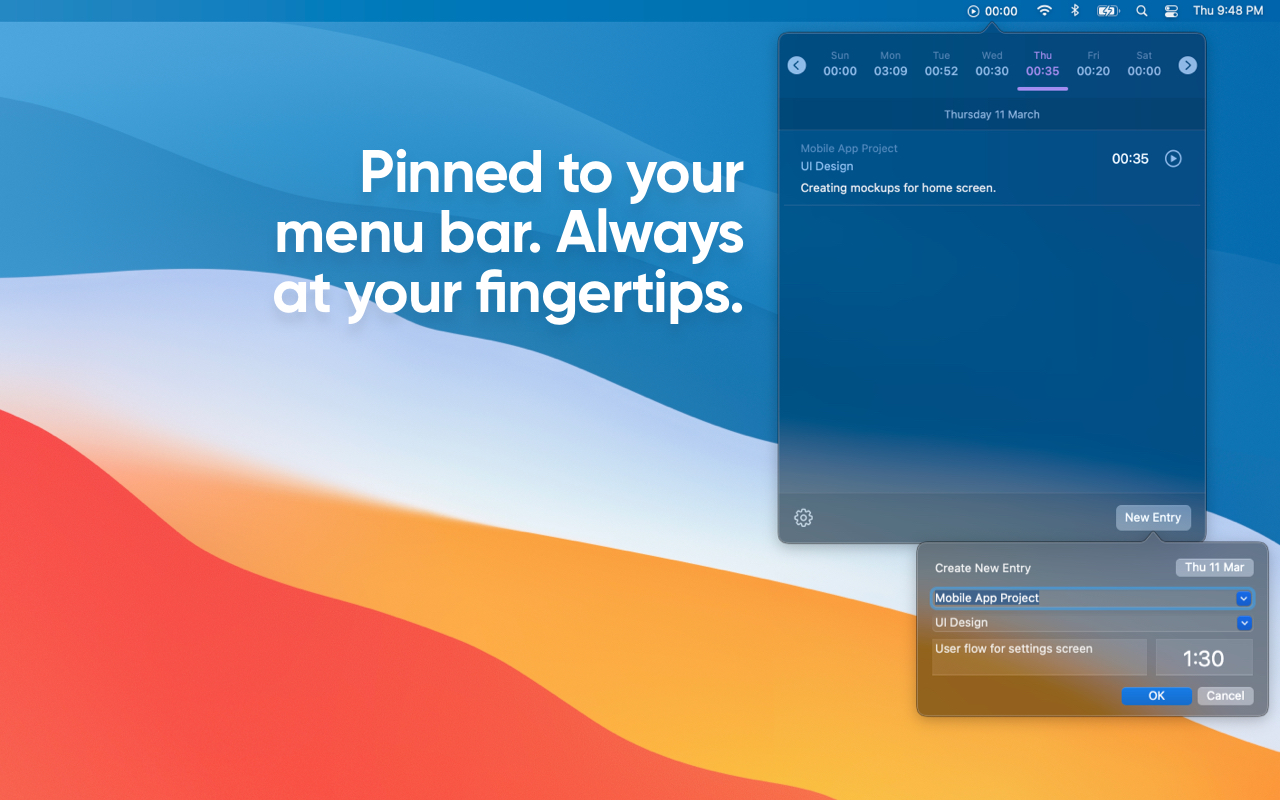 00:00 Thu 9:48 PM
Sun Mon Tue Wed Thu Fri Sat
00:00 03:09 00:52 00:30 00:35 00:20 00:00
Thursday 11 March
Pinned to your
menu bar. Always
at your fingertips.
Mobile App Project
UI Design
00:35
Creating mockups for home screen.
New Entry
Create New Entry Thu 11 Mar
Mobile App Project
UI Design
User flow for settings screen
1:30
OK Cancel